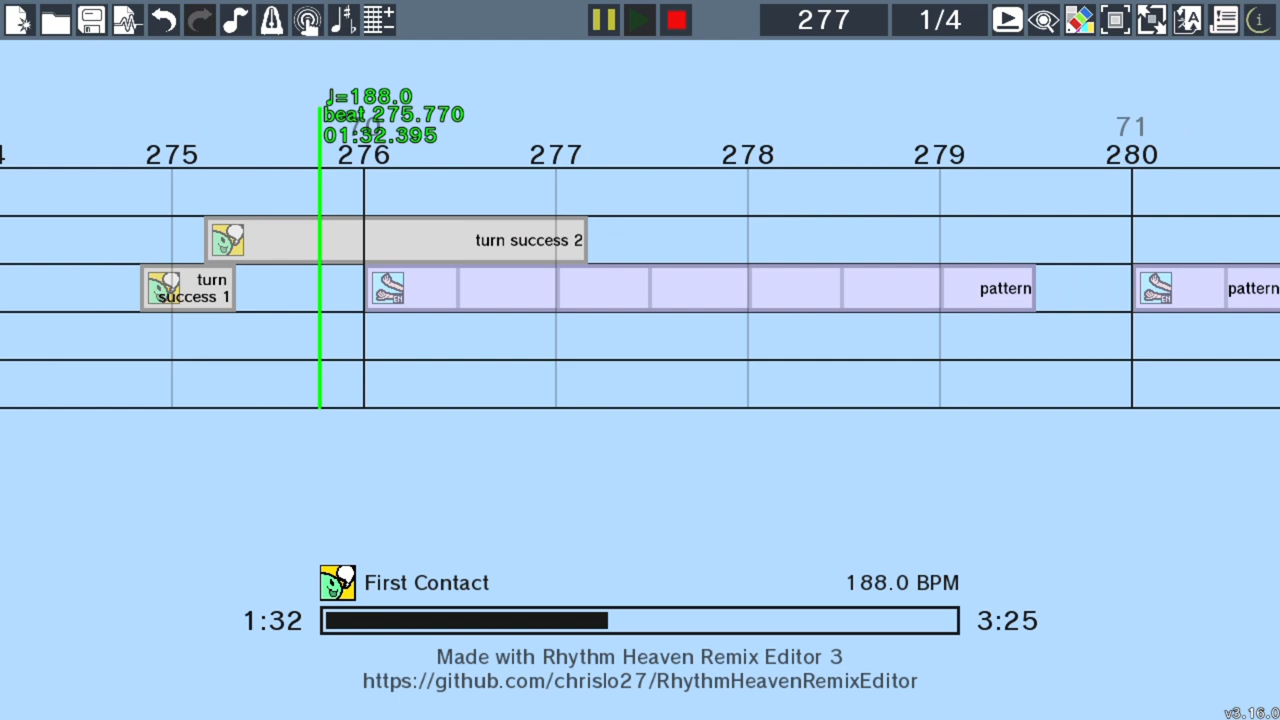 277 1/4
♩=188.0
beat 275.770
01:32.395
70 71
4 275 276 277 278 279 280
turn success 2
turn
success 1
pattern
pattern
First Contact 188.0 BPM
1:32 3:25
Made with Rhythm Heaven Remix Editor 3
https://github.com/chrislo27/RhythmHeavenRemixEditor
v3.16.0